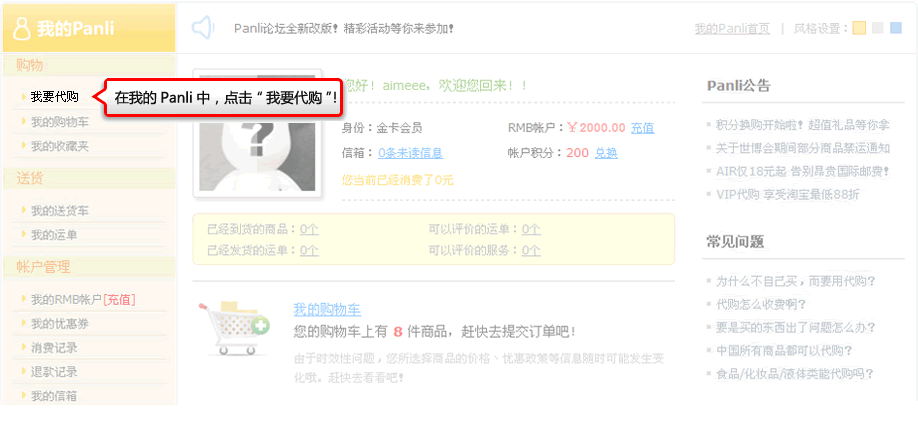 我的Panli
Panli论坛全新改版! 精彩活动等你来参加!
我的Panli首页 | 风格设置：
购物
我要代购
我的购物车
我的收藏夹
送货
我的送货车
我的运单
帐户管理
我的RMB帐户[充值]
我的优惠券
消费记录
退款记录
我的信箱
在我的 Panli 中，点击“ 我要代购 ”!
您好！aimeee，欢迎您回来！！
身份：金卡会员 RMB帐户：￥2000.00 充值
信箱：0条未读信息 帐户积分：200 兑换
您当前已经消费了0元
已经到货的商品：0个 可以评价的运单：0个
已经发货的运单：0个 可以评价的服务：0个
我的购物车
您的购物车上有 8 件商品，赶快去提交订单吧！
由于时效性问题，您所选择商品的价格、优惠政策等信息随时可能发生变
化哦。赶快去看看吧！
Panli公告
积分换购开始啦! 超值礼品等你拿
关于世博会期间部分商品禁运通知
AIR仅18元起 告别昂贵国际邮费!
VIP代购 享受淘宝最低88折
常见问题
为什么不自己买，而要用代购?
代购怎么收费啊?
要是买的东西出了问题怎么办?
中国所有商品都可以代购?
食品/化妆品/液体类能代购吗?